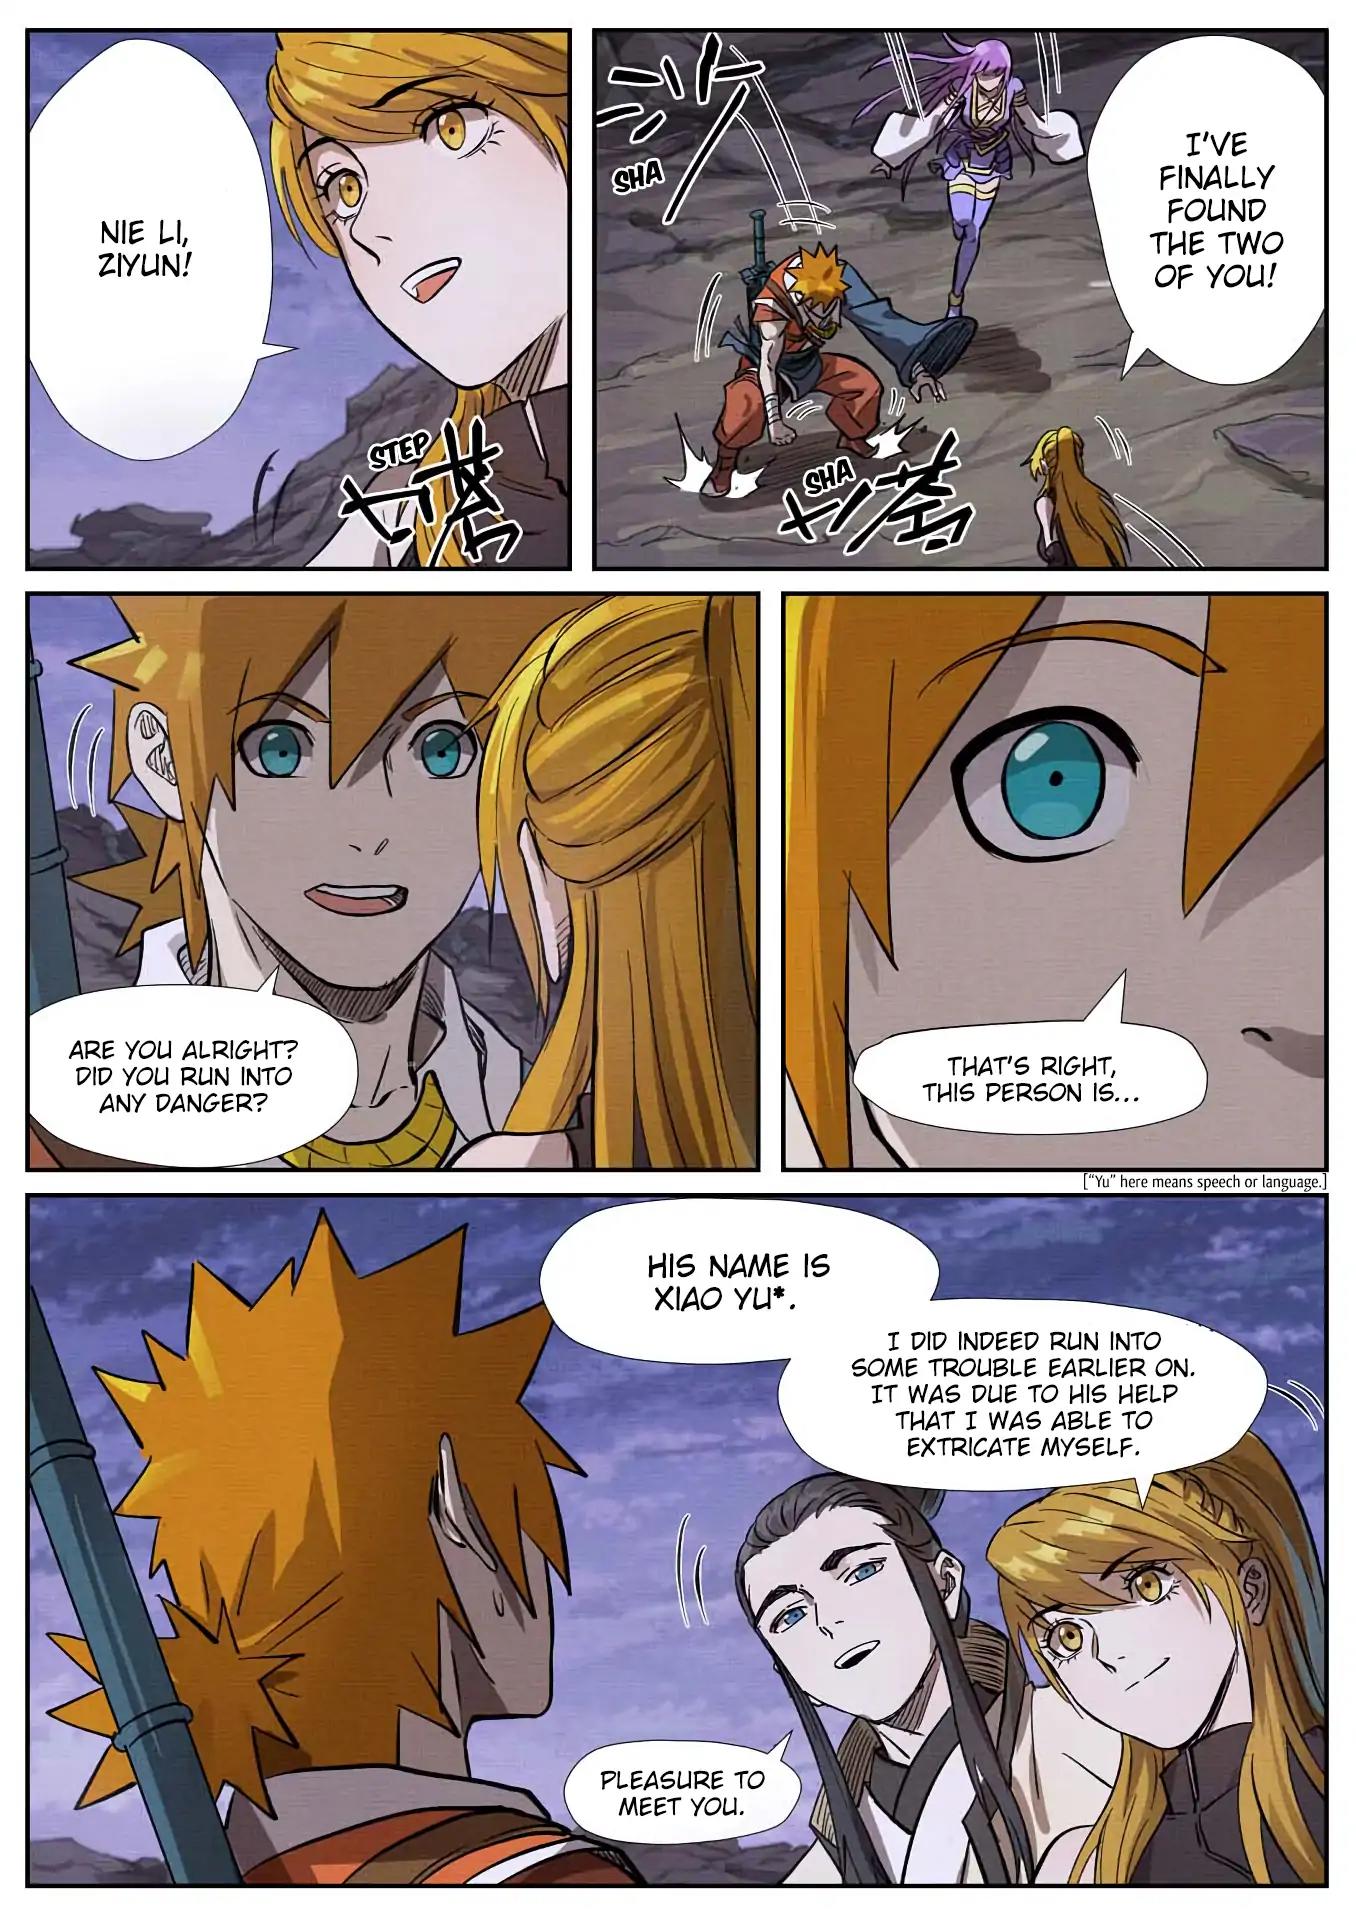 NIE LI,
ZIYUN!
STEP
I'VE
FINALLY
FOUND
THE TWO
OF YOU!
SHA
SHA
ARE YOU ALRIGHT?
DID YOU RUN INTO
ANY DANGER?
THAT'S RIGHT,
THIS PERSON IS...
["Yu" here means speech or language.]
HIS NAME IS
XIAO YU*.
I DID INDEED RUN INTO
SOME TROUBLE EARLIER ON.
IT WAS DUE TO HIS HELP
THAT I WAS ABLE TO
EXTRICATE MYSELF.
PLEASURE TO
MEET YOU.